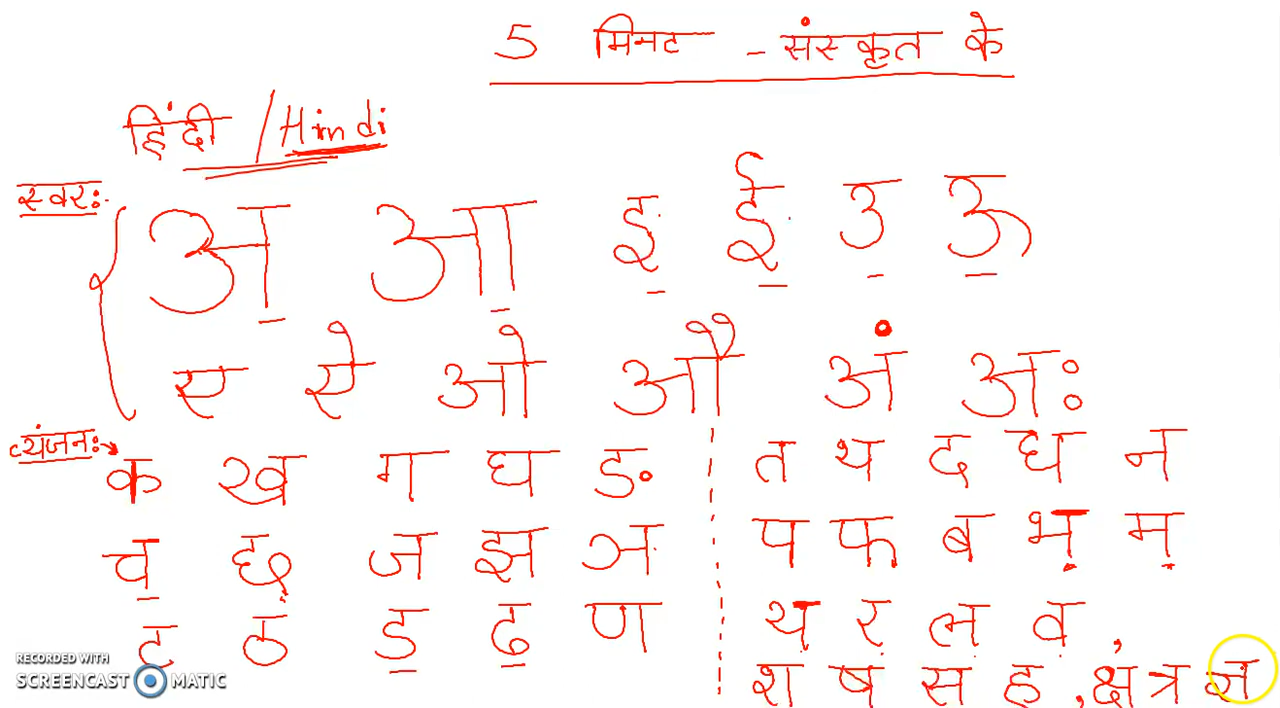 5 मिनट - संस्कृत के
हिंदी / Hindi
स्वरः
अ आ इ ई उ ऊ
ए ऐ ओ औ अं अः
व्यंजनः
क ख ग घ ङ
च छ ज झ ञ
ट ठ ड ढ ण
त थ द ध न
प फ ब भ म
य र ल व ,
श ष स ह , क्ष त्र
RECORDED WITH
SCREENCAST MATIC